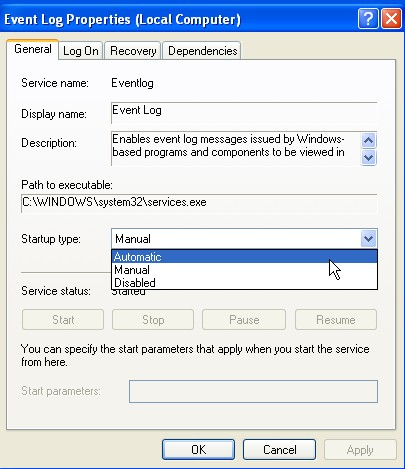 Event Log Properties (Local Computer)
General Log On Recovery Dependencies
Service name: Eventlog
Display name: Event Log
Description: Enables event log messages issued by Windows-
based programs and components to be viewed in
Path to executable:
C:\WINDOWS\system32\services.exe
Startup type: Manual
Automatic
Manual
Disabled
Service status: Started
Start Stop Pause Resume
You can specify the start parameters that apply when you start the service
from here.
Start parameters:
OK Cancel Apply